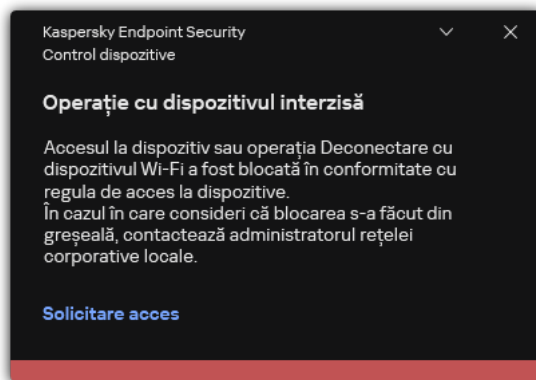 Kaspersky Endpoint Security
Control dispozitive
Operație cu dispozitivul interzisă
Accesul la dispozitiv sau operația Deconectare cu
dispozitivul Wi-Fi a fost blocată în conformitate cu
regula de acces la dispozitive.
În cazul în care consideri că blocarea s-a făcut din
greșeală, contactează administratorul rețelei
corporative locale.
Solicitare acces